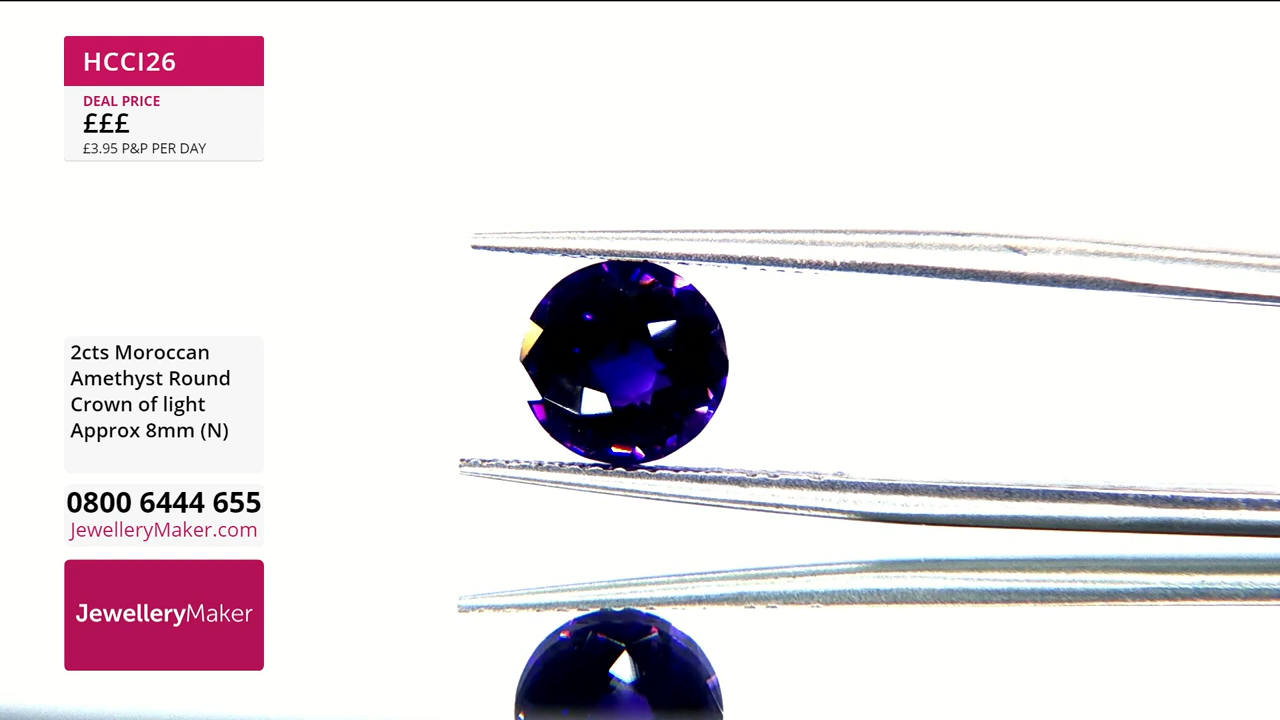 HCCI26
DEAL PRICE
£££
£3.95 P&P PER DAY
2cts Moroccan
Amethyst Round
Crown of light
Approx 8mm (N)
0800 6444 655
JewelleryMaker.com
JewelleryMaker